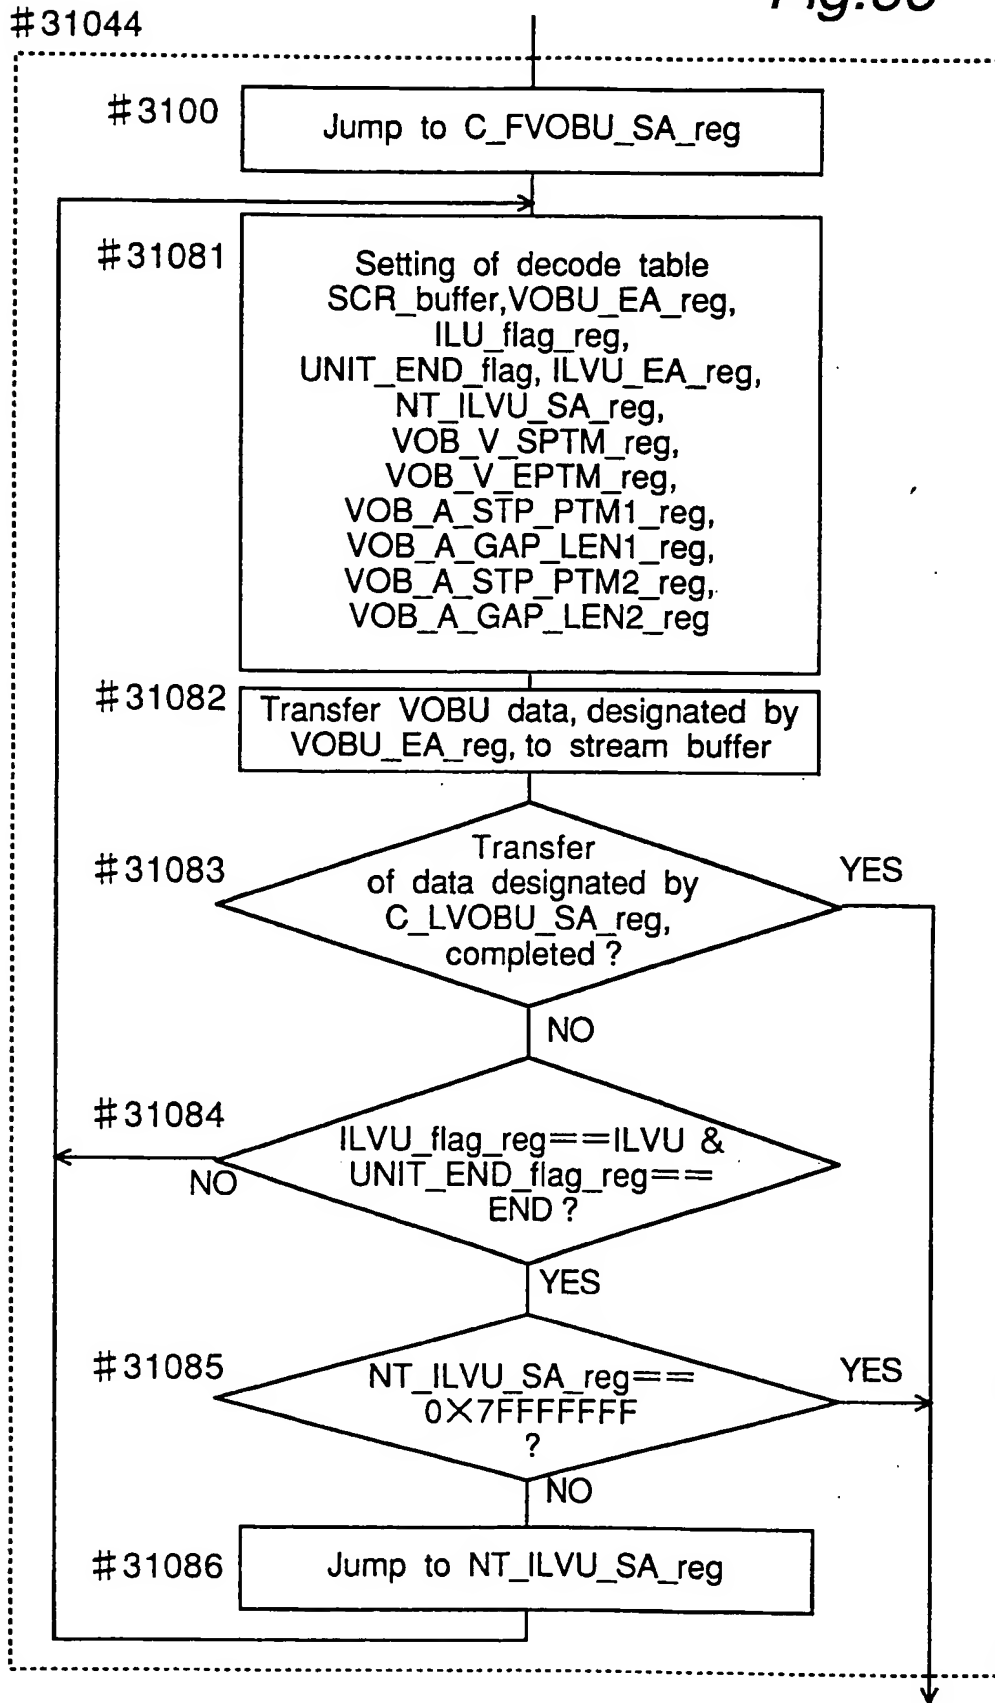 #31044
#3100
Jump to C_FVOBU_SA_reg
#31081
Setting of decode table
SCR_buffer,VOBU_EA_reg,
ILU_flag_reg,
UNIT_END_flag, ILVU_EA_reg,
NT_ILVU_SA_reg,
VOB_V_SPTM_reg,
VOB_V_EPTM_reg,
VOB_A_STP_PTM1_reg,
VOB_A_GAP_LEN1_reg,
VOB_A_STP_PTM2_reg,
VOB_A_GAP_LEN2_reg
#31082
Transfer VOBU data, designated by
VOBU_EA_reg, to stream buffer
#31083
Transfer
of data designated by
C_LVOBU_SA_reg,
completed ?
YES
NO
#31084
ILVU_flag_reg==ILVU &
UNIT_END_flag_reg==
END ?
NO
YES
#31085
NT_ILVU_SA_reg==
0X7FFFFFFF
?
YES
NO
#31086
Jump to NT_ILVU_SA_reg